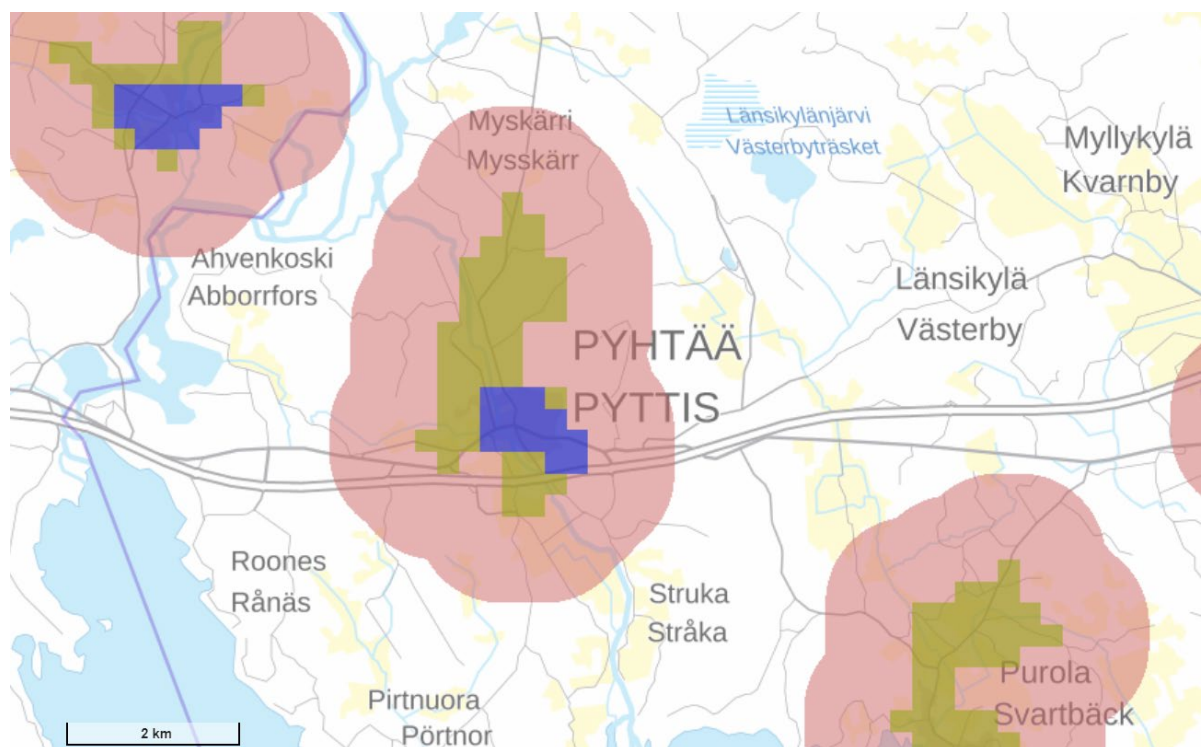 Myskärri
Mysskärr
Länsikylänjärvi
Västerbyträsket
Myllykylä
Kvarnby
Ahvenkoski
Abborrfors
Länsikylä
Västerby
PYHTÄÄ
PYTTIS
Roones
Rånäs
Struka
Stråka
Purola
Svartbäck
Pirtnuora
Pörtnor
2 km